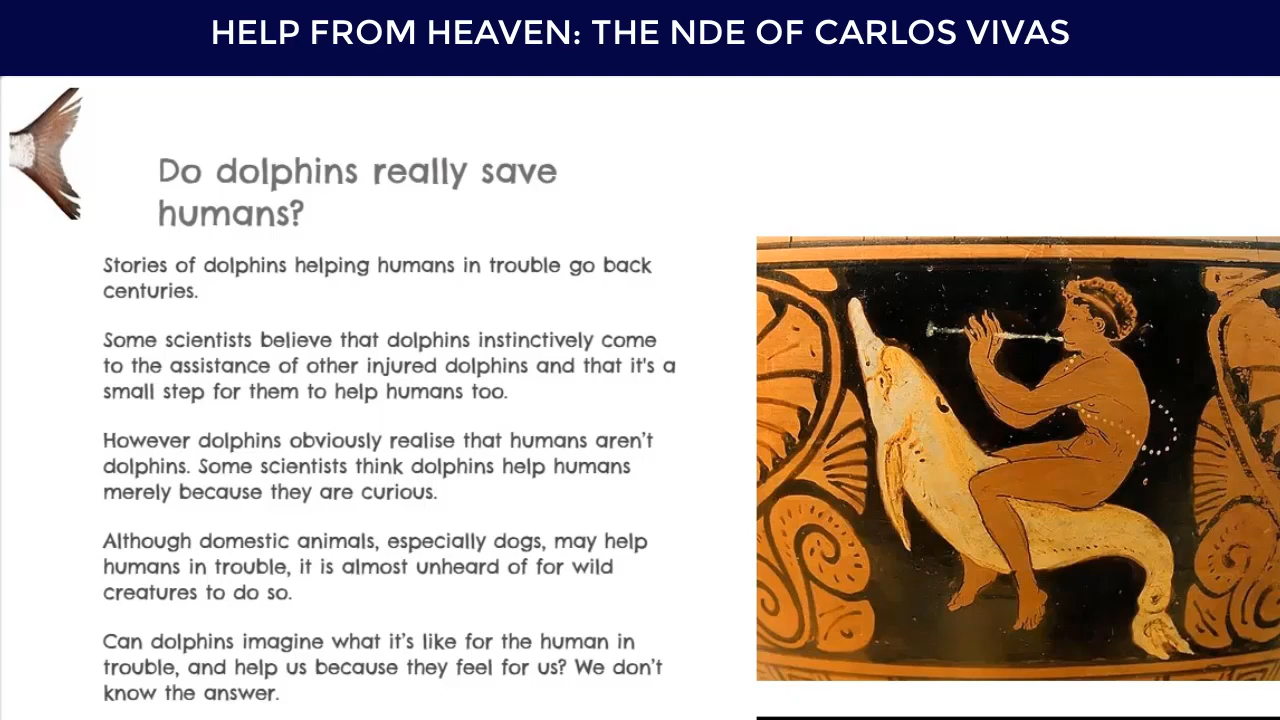 HELP FROM HEAVEN: THE NDE OF CARLOS VIVAS
Do dolphins really save
humans?
Stories of dolphins helping humans in trouble go back
centuries.
Some scientists believe that dolphins instinctively come
to the assistance of other injured dolphins and that it's a
small step for them to help humans too.
However dolphins obviously realise that humans aren't
dolphins. Some scientists think dolphins help humans
merely because they are curious.
Although domestic animals, especially dogs, may help
humans in trouble, it is almost unheard of for wild
creatures to do so.
Can dolphins imagine what it's like for the human in
trouble, and help us because they feel for us? We don't
know the answer.